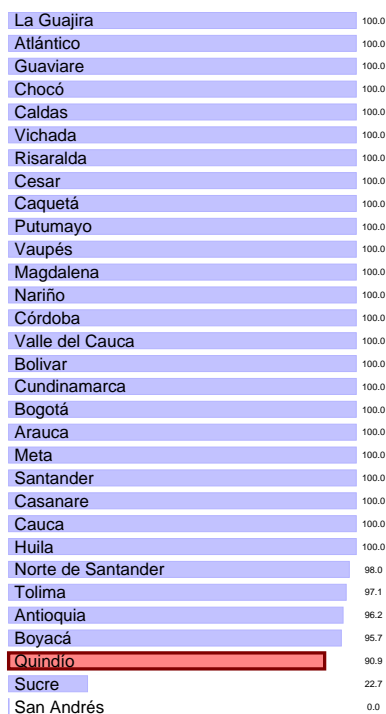 La Guajira 100.0
Atlántico 100.0
Guaviare 100.0
Chocó 100.0
Caldas 100.0
Vichada 100.0
Risaralda 100.0
Cesar 100.0
Caquetá 100.0
Putumayo 100.0
Vaupés 100.0
Magdalena 100.0
Nariño 100.0
Córdoba 100.0
Valle del Cauca 100.0
Bolivar 100.0
Cundinamarca 100.0
Bogotá 100.0
Arauca 100.0
Meta 100.0
Santander 100.0
Casanare 100.0
Cauca 100.0
Huila 100.0
Norte de Santander 98.0
Tolima 97.1
Antioquia 96.2
Boyacá 95.7
Quindío 90.9
Sucre 22.7
San Andrés 0.0